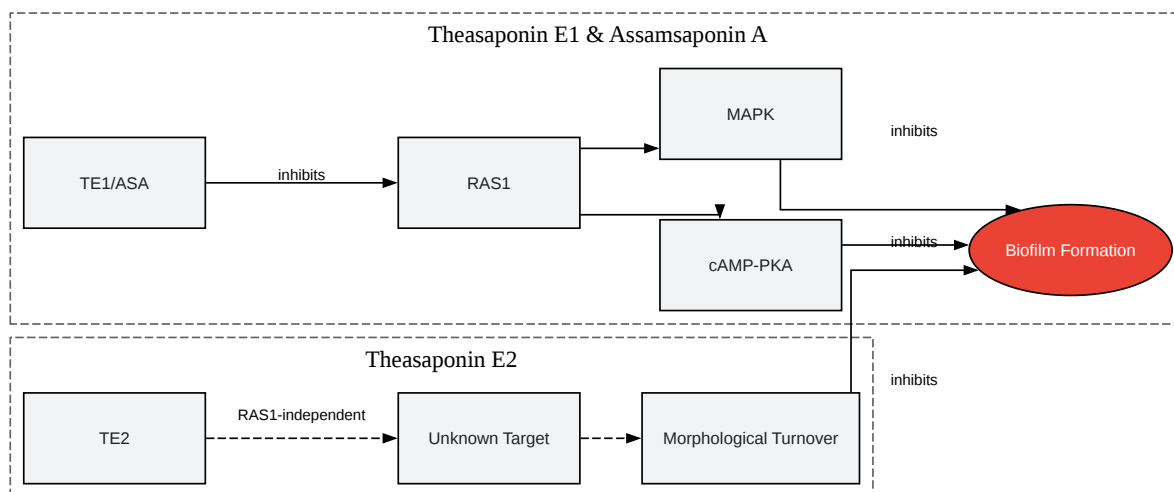 Theasaponin E1 & Assamsaponin A
MAPK
inhibits
TE1/ASA
inhibits
RAS1
cAMP-PKA
inhibits
Biofilm Formation
Theasaponin E2
inhibits
TE2
RAS1-independent
Unknown Target
Morphological Turnover